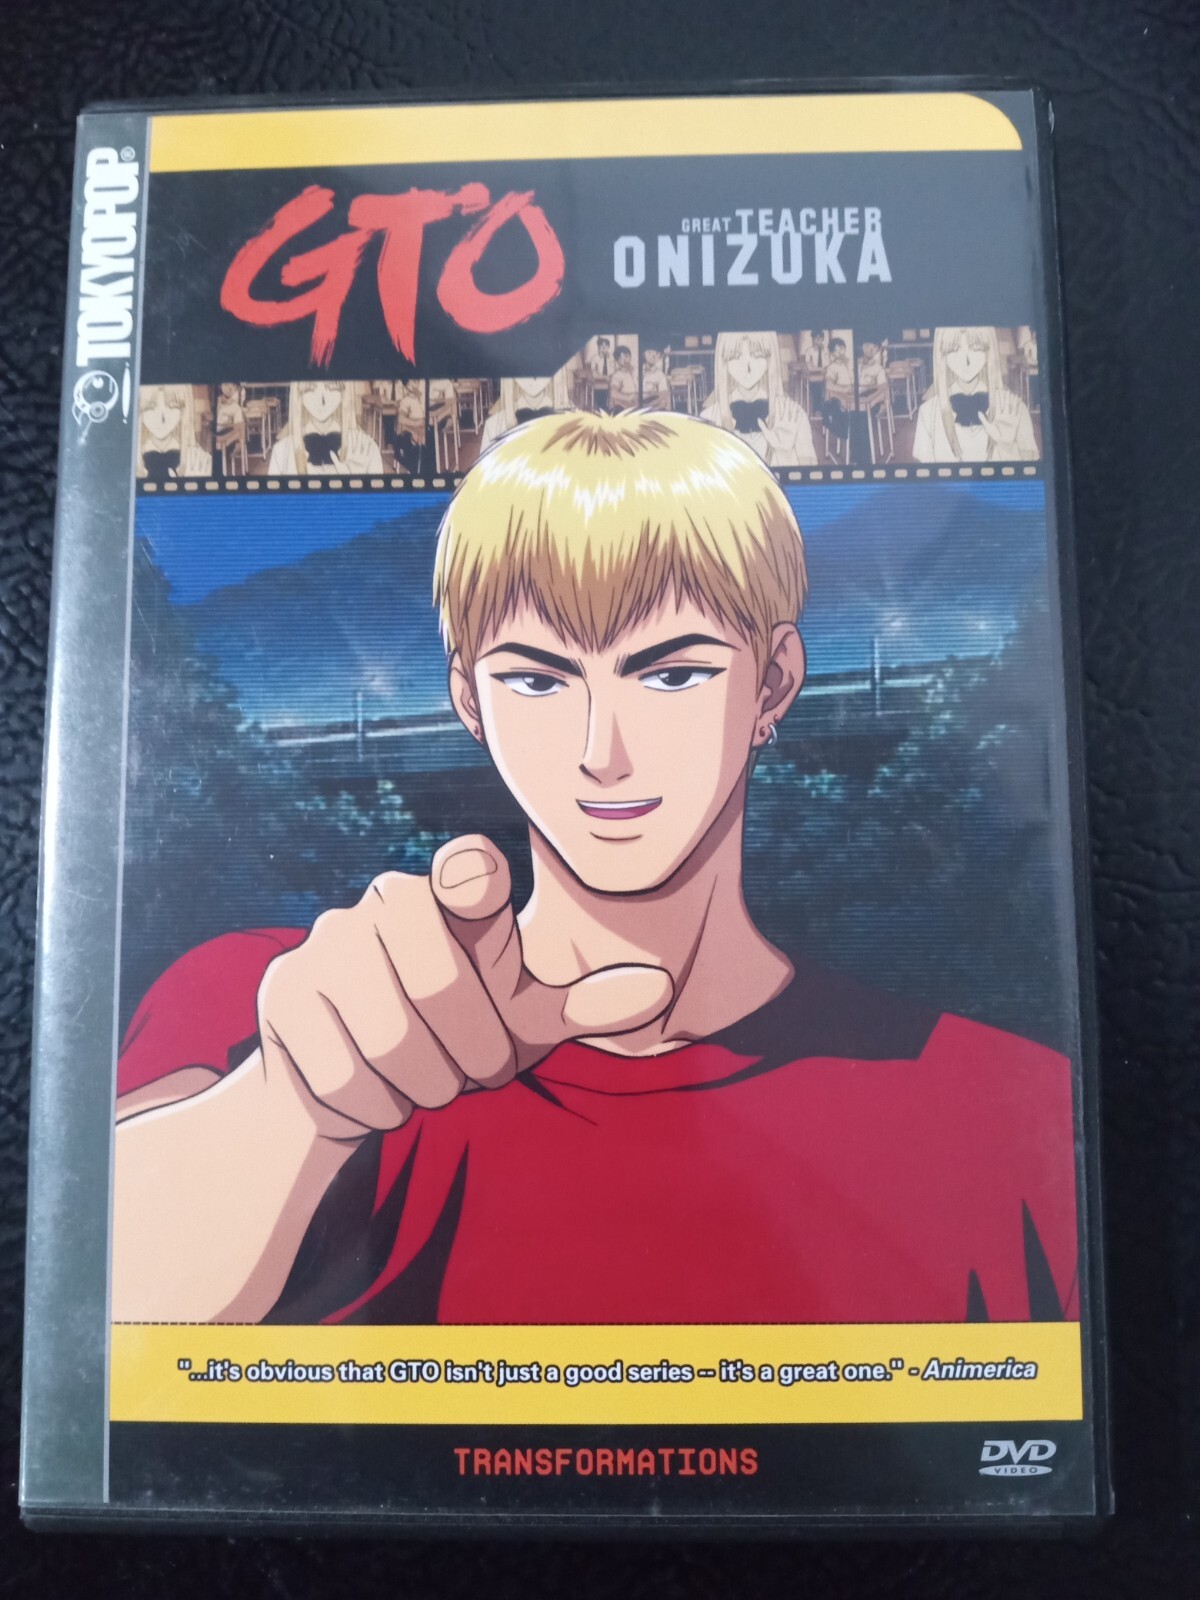 TOKYOPOP®
GTO
GREAT TEACHER
ONIZUKA
"...it's obvious that GTO isn't just a good series -- it's a great one." - Animerica
TRANSFORMATIONS
DVD
VIDEO